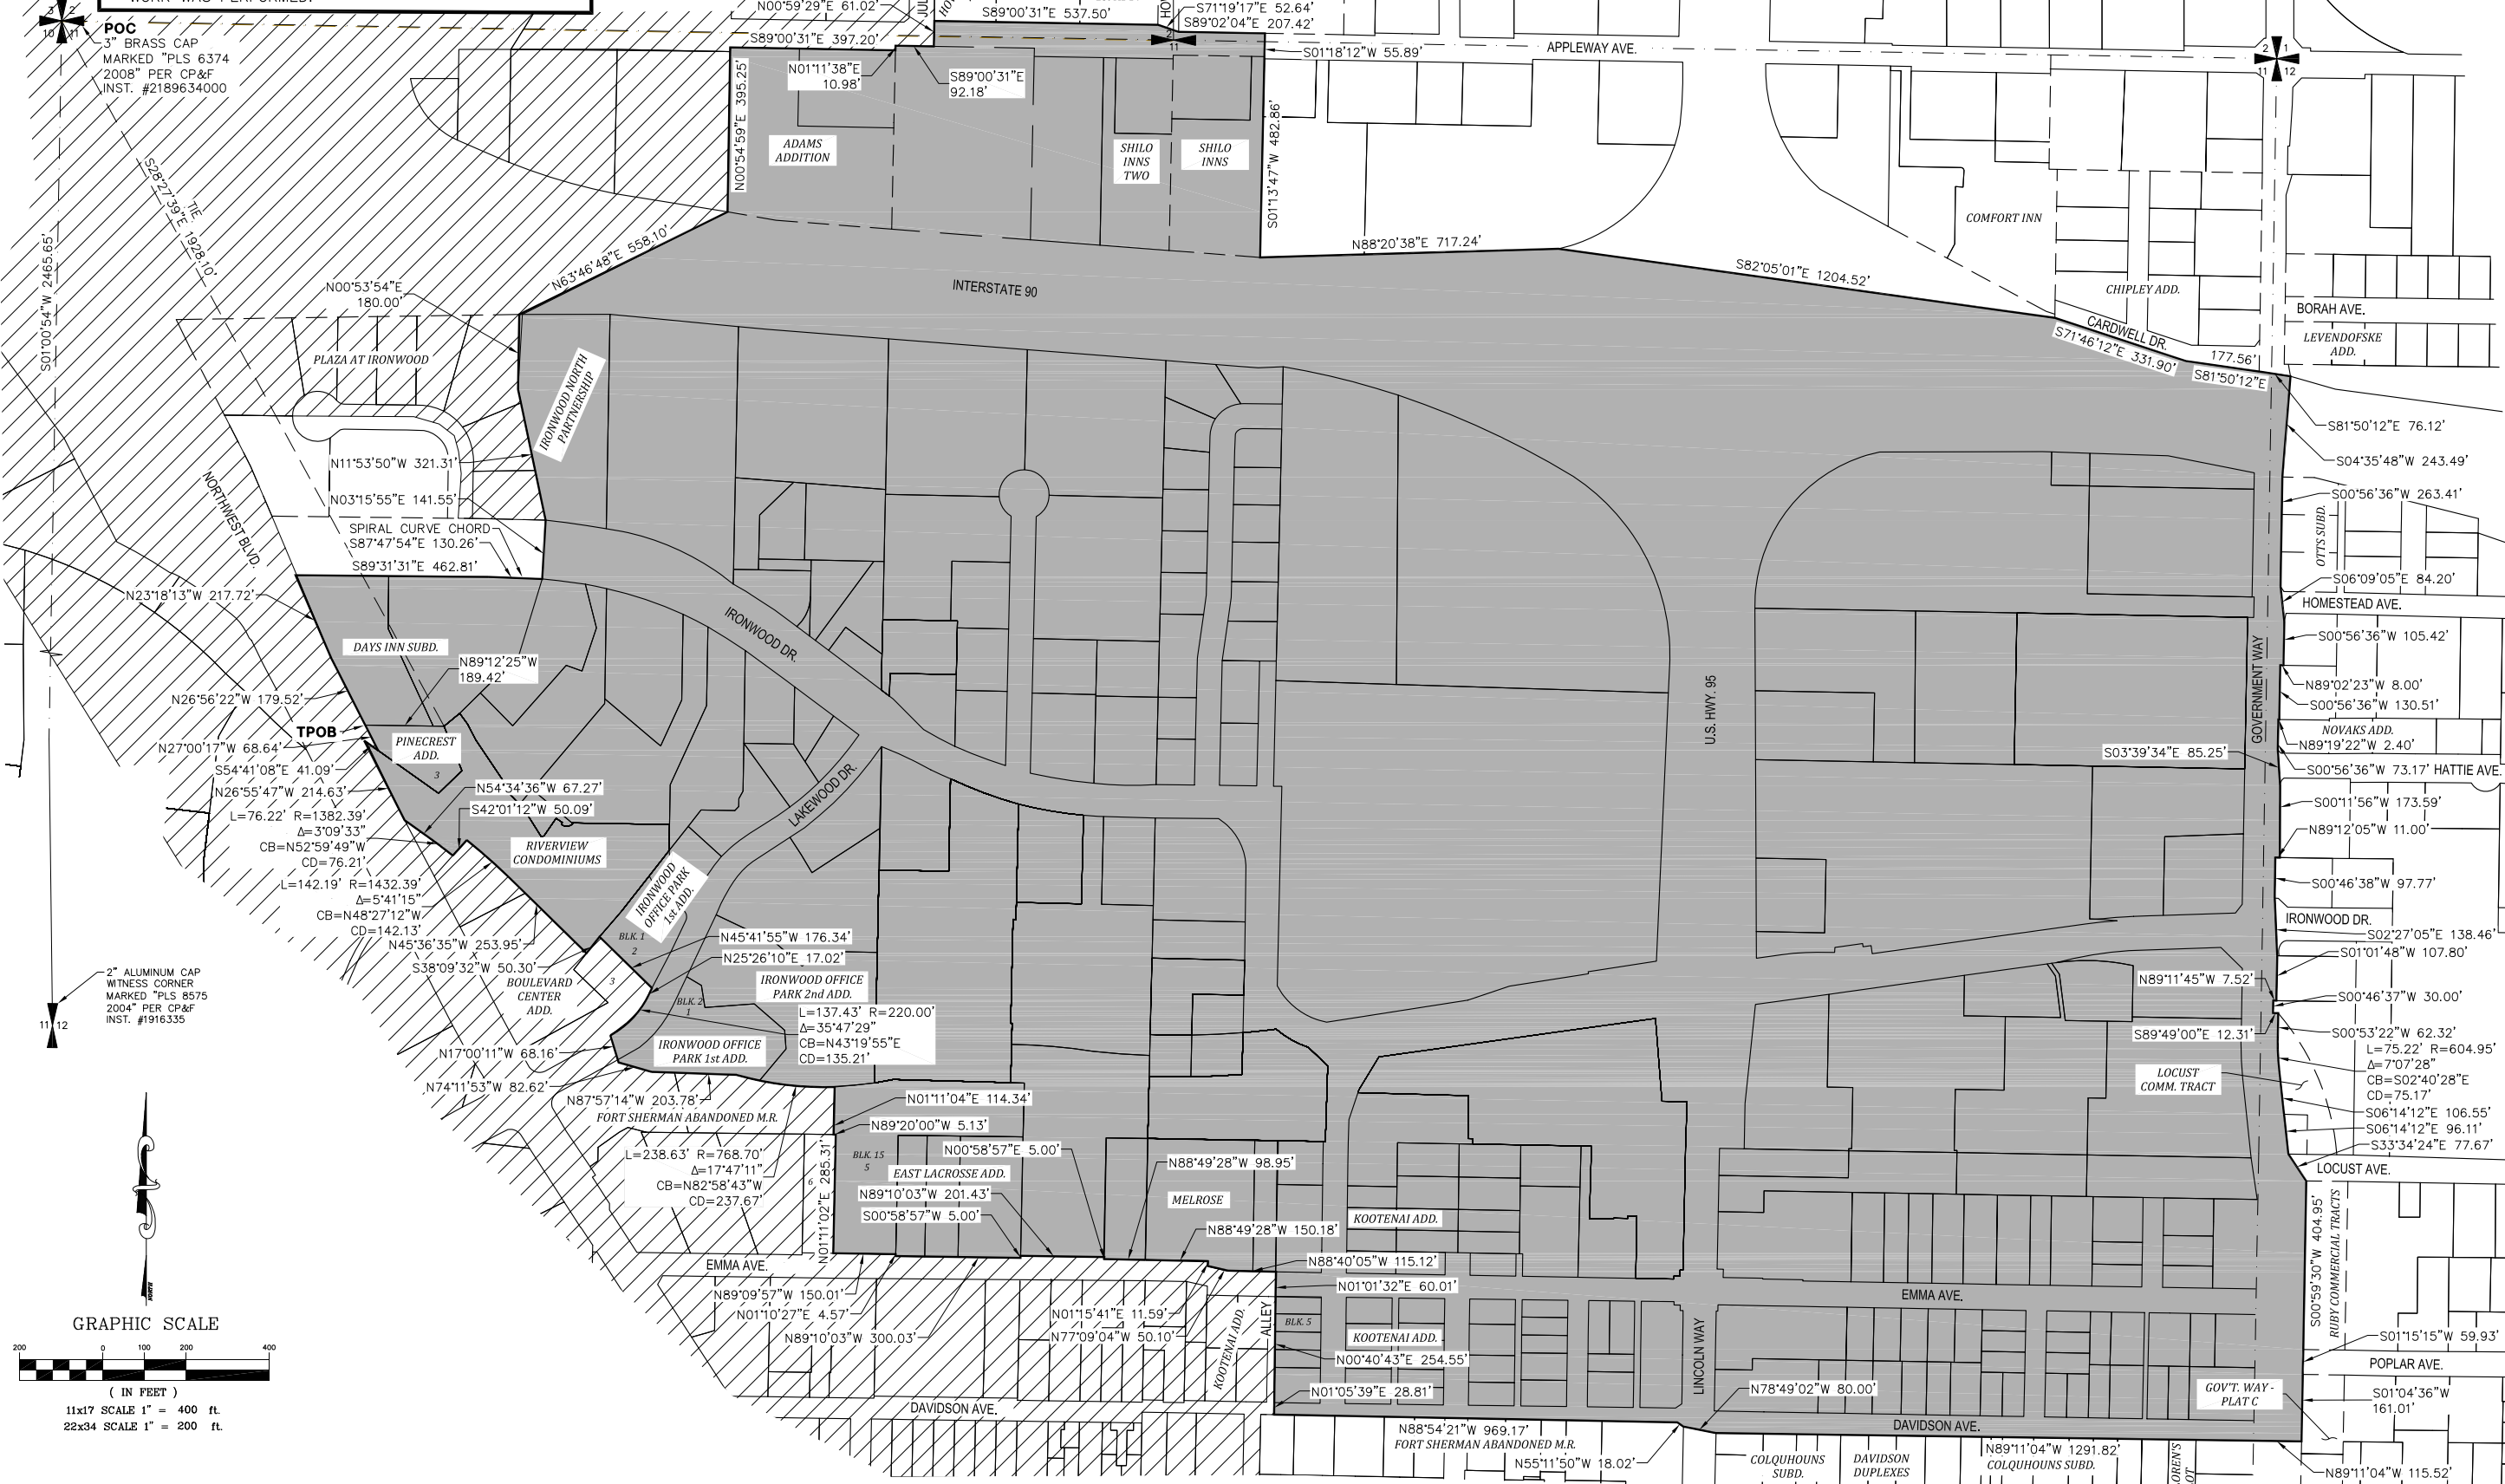 WORK WAS PERFORMED.
3
2
10
11
POC
3" BRASS CAP
MARKED "PLS 6374
2008" PER CP&F
INST. #2189634000
N00°59'29"E 61.02'
S89°00'31"E 537.50'
S71°19'17"E 52.64'
S89°02'04"E 207.42'
S89°00'31"E 397.20'
2
11
S01°18'12"W 55.89'
APPLEWAY AVE.
2
1
11
12
N01°11'38"E
10.98'
S89°00'31"E
92.18'
N00°54'59"E 395.25'
ADAMS
ADDITION
SHILO
INNS
TWO
SHILO
INNS
S01°13'47"W 482.86'
TIE
S28°27'39"E 1928.10'
S01°00'54"W 2465.65'
COMFORT INN
N88°20'38"E 717.24'
S82°05'01"E 1204.52'
N63°46'48"E 558.10'
INTERSTATE 90
N00°53'54"E
180.00'
CHIPLEY ADD.
BORAH AVE.
CARDWELL DR.
S71°46'12"E 331.90'
177.56'
S81°50'12"E
LEVENDOFSKE
ADD.
PLAZA AT IRONWOOD
IRONWOOD NORTH
PARTNERSHIP
S81°50'12"E 76.12'
S04°35'48"W 243.49'
N11°53'50"W 321.31'
N03°15'55"E 141.55'
S00°56'36"W 263.41'
OTTS SUBD.
NORTHWEST BLVD.
SPIRAL CURVE CHORD
S87°47'54"E 130.26'
S89°31'31"E 462.81'
S06°09'05"E 84.20'
N23°18'13"W 217.72'
HOMESTEAD AVE.
IRONWOOD DR.
DAYS INN SUBD.
S00°56'36"W 105.42'
N89°12'25"W
189.42'
GOVERNMENT WAY
N89°02'23"W 8.00'
N26°56'22"W 179.52'
S00°56'36"W 130.51'
U.S. HWY. 95
TPOB
PINECREST
ADD.
3
NOVAKS ADD.
N89°19'22"W 2.40'
N27°00'17"W 68.64'
S03°39'34"E 85.25'
S54°41'08"E 41.09'
S00°56'36"W 73.17'
HATTIE AVE.
LAKEWOOD DR.
N26°55'47"W 214.63'
N54°34'36"W 67.27'
S42°01'12"W 50.09'
S00°11'56"W 173.59'
L=76.22' R=1382.39'
Δ=3°09'33"
CB=N52°59'49"W
CD=76.21'
N89°12'05"W 11.00'
RIVERVIEW
CONDOMINIUMS
L=142.19' R=1432.39'
Δ=5°41'15"
CB=N48°27'12"W
CD=142.13'
S00°46'38"W 97.77'
IRONWOOD
OFFICE PARK
1st ADD.
IRONWOOD DR.
BLK. 1
2
N45°41'55"W 176.34'
N45°36'35"W 253.95'
S02°27'05"E 138.46'
N25°26'10"E 17.02'
S01°01'48"W 107.80'
S38°09'32"W 50.30'
BOULEVARD
CENTER
ADD.
3
BLK. 2
1
IRONWOOD OFFICE
PARK 2nd ADD.
N89°11'45"W 7.52'
S00°46'37"W 30.00'
2" ALUMINUM CAP
WITNESS CORNER
MARKED "PLS 8575
2004" PER CP&F
INST. #1916335
11
12
L=137.43' R=220.00'
Δ=35°47'29"
CB=N43°19'55"E
CD=135.21'
S89°49'00"E 12.31'
S00°53'22"W 62.32'
L=75.22' R=604.95'
Δ=7°07'28"
CB=S02°40'28"E
CD=75.17'
N17°00'11"W 68.16'
IRONWOOD OFFICE
PARK 1st ADD.
LOCUST
COMM. TRACT
N74°11'53"W 82.62'
N87°57'14"W 203.78'
N01°11'04"E 114.34'
FORT SHERMAN ABANDONED M.R.
S06°14'12"E 106.55'
N89°20'00"W 5.13'
S06°14'12"E 96.11'
S33°34'24"E 77.67'
L=238.63' R=768.70'
Δ=17°47'11"
CB=N82°58'43"W
CD=237.67'
6
N01°11'02"E 285.31'
BLK. 15
5
N00°58'57"E 5.00'
EAST LACROSSE ADD.
N88°49'28"W 98.95'
LOCUST AVE.
N89°10'03"W 201.43'
MELROSE
S00°58'57"W 5.00'
KOOTENAI ADD.
N88°49'28"W 150.18'
S00°59'30"W 404.95'
RUBY COMMERCIAL TRACTS
EMMA AVE.
N88°40'05"W 115.12'
N01°01'32"E 60.01'
N89°09'57"W 150.01'
EMMA AVE.
N01°10'27"E 4.57'
N01°15'41"E 11.59'
N89°10'03"W 300.03'
N77°09'04"W 50.10'
KOOTENAI ADD.
ALLEY
BLK. 5
KOOTENAI ADD.
LINCOLN WAY
S01°15'15"W 59.93'
N00°40'43"E 254.55'
POPLAR AVE.
N01°05'39"E 28.81'
N78°49'02"W 80.00'
GOV'T. WAY -
PLAT C
S01°04'36"W
161.01'
DAVIDSON AVE.
DAVIDSON AVE.
N88°54'21"W 969.17'
FORT SHERMAN ABANDONED M.R.
N55°11'50"W 18.02'
COLQUHOUNS
SUBD.
DAVIDSON
DUPLEXES
N89°11'04"W 1291.82'
COLQUHOUNS SUBD.
N89°11'04"W 115.52'
NORTH
GRAPHIC SCALE
200
0
100
200
400
( IN FEET )
11x17 SCALE 1" = 400 ft.
22x34 SCALE 1" = 200 ft.